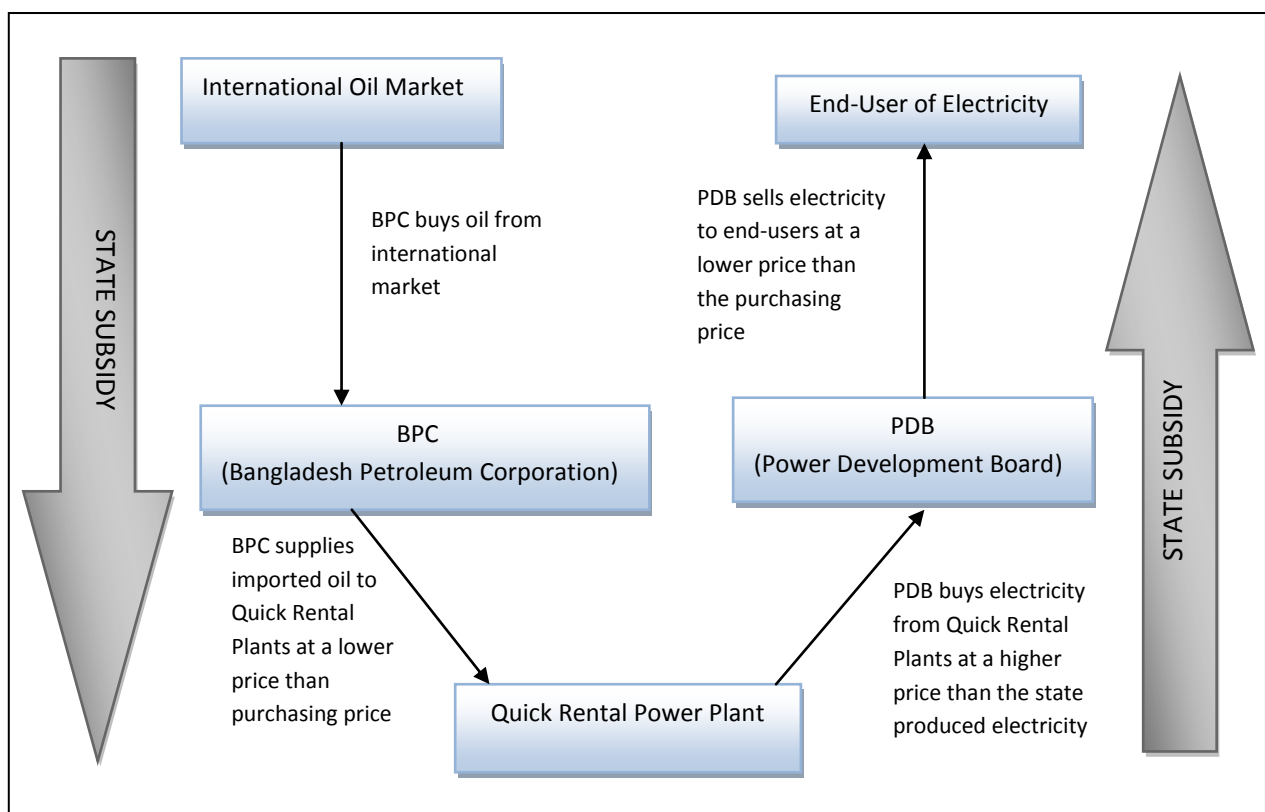 International Oil Market
End-User of Electricity
STATE SUBSIDY
BPC buys oil from
international
market
PDB sells electricity
to end-users at a
lower price than
the purchasing
price
STATE SUBSIDY
BPC
(Bangladesh Petroleum Corporation)
PDB
(Power Development Board)
BPC supplies
imported oil to
Quick Rental
Plants at a lower
price than
purchasing price
PDB buys electricity
from Quick Rental
Plants at a higher
price than the state
produced electricity
Quick Rental Power Plant